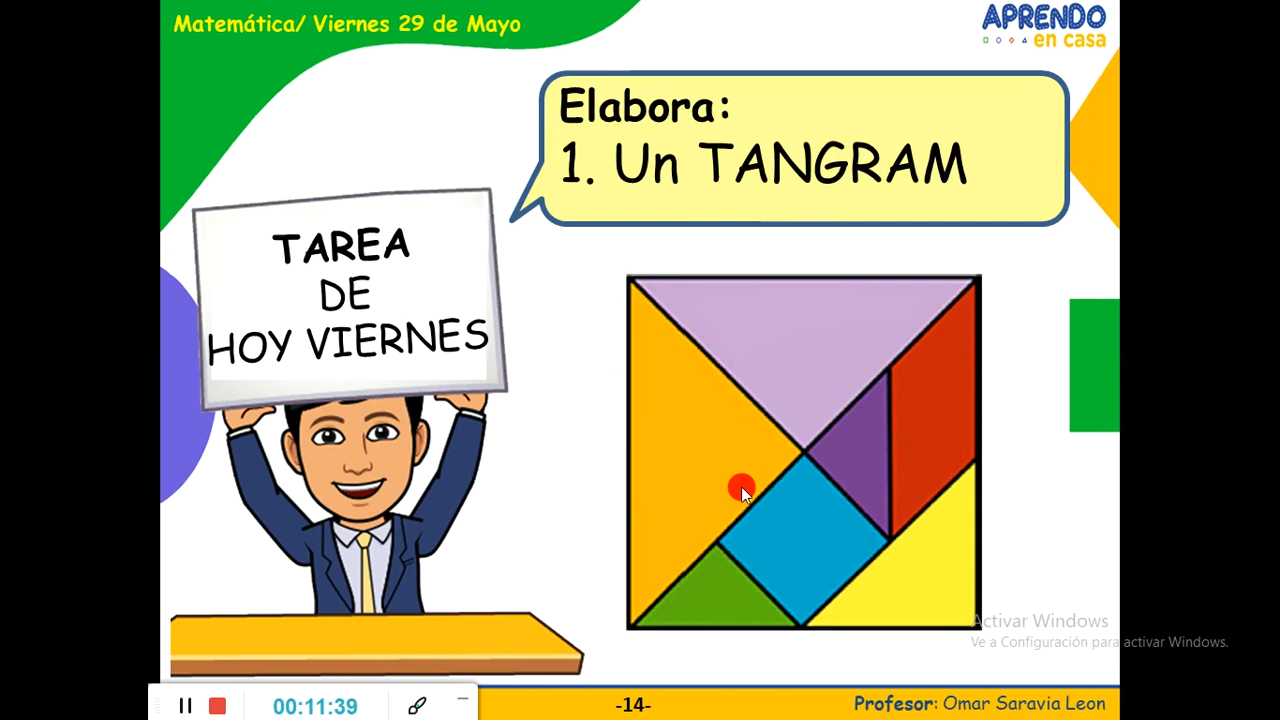 Matemática/ Viernes 29 de Mayo
APRENDO
en casa
Elabora:
1. Un TANGRAM
TAREA
DE
HOY VIERNES
Activar Windows
Ve a Configuración para activar Windows.
00:11:39
-14-
Profesor: Omar Saravia Leon